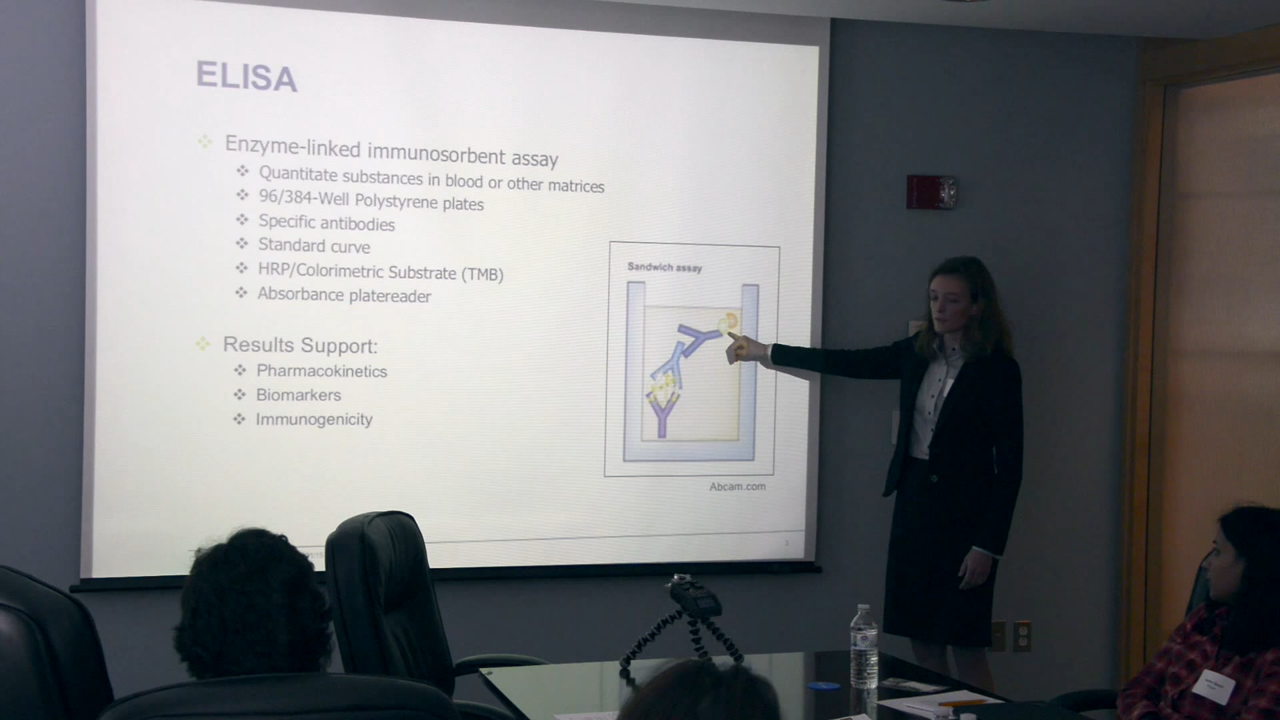 ELISA
Enzyme-linked immunosorbent assay
Quantitate substances in blood or other matrices
96/384-Well Polystyrene plates
Specific antibodies
Standard curve
HRP/Colorimetric Substrate (TMB)
Absorbance platereader
Results Support:
Pharmacokinetics
Biomarkers
Immunogenicity
Sandwich assay
Abcam.com